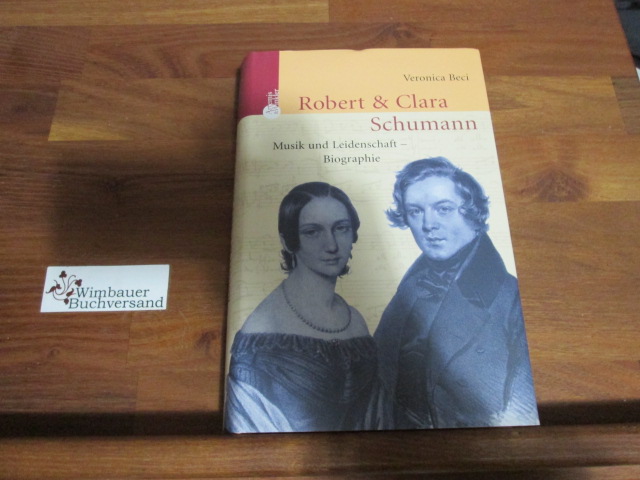 Veronica Beci
Robert & Clara
Schumann
Musik und Leidenschaft –
Biographie
Wimbauer
Buchversand